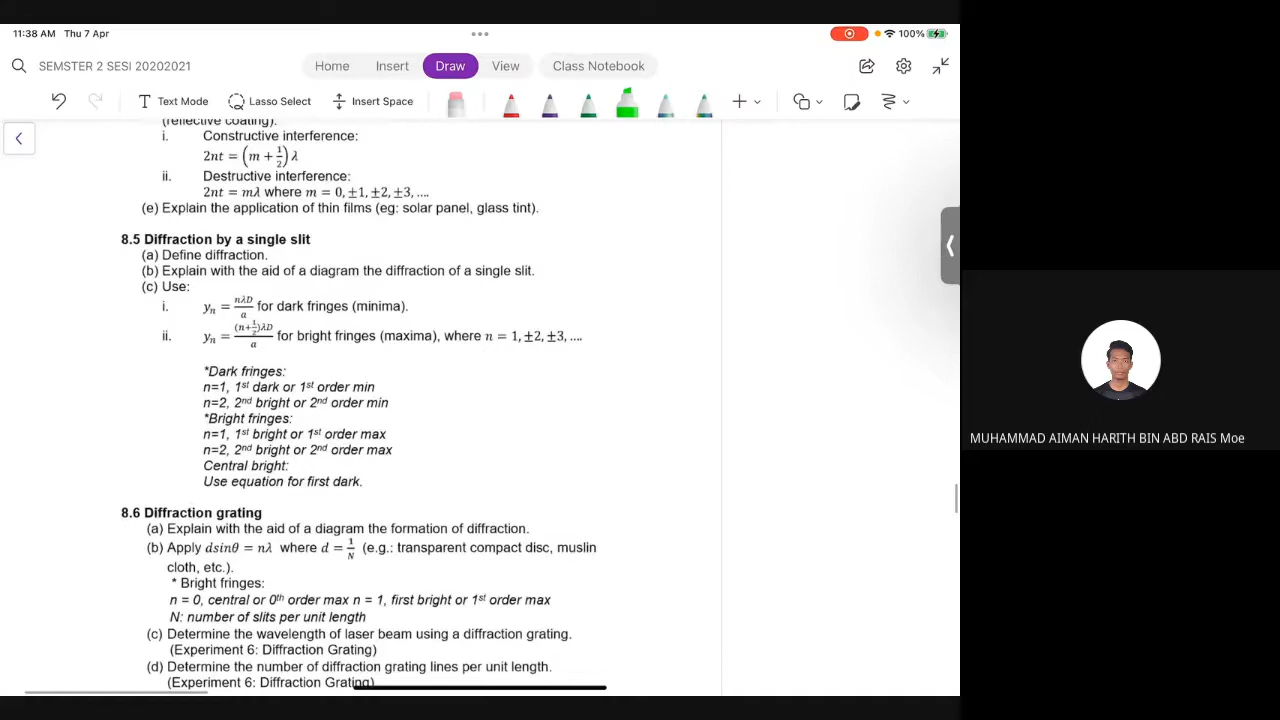 11:38 AM Thu 7 Apr
100%
SEMSTER 2 SESI 20202021
Home Insert Draw View Class Notebook
Text Mode Lasso Select Insert Space
(reflective coating).
i. Constructive interference:
2nt = (m + 1/2) λ
ii. Destructive interference:
2nt = mλ where m = 0, ±1, ±2, ±3, ....
(e) Explain the application of thin films (eg: solar panel, glass tint).
8.5 Diffraction by a single slit
(a) Define diffraction.
(b) Explain with the aid of a diagram the diffraction of a single slit.
(c) Use:
i. yₙ = nλD/a for dark fringes (minima).
ii. yₙ = (n+1/2)λD/a for bright fringes (maxima), where n = 1, ±2, ±3, ....
*Dark fringes:
n=1, 1st dark or 1st order min
n=2, 2nd bright or 2nd order min
*Bright fringes:
n=1, 1st bright or 1st order max
n=2, 2nd bright or 2nd order max
Central bright:
Use equation for first dark.
8.6 Diffraction grating
(a) Explain with the aid of a diagram the formation of diffraction.
(b) Apply dsinθ = nλ where d = 1/N (e.g.: transparent compact disc, muslin
cloth, etc.).
* Bright fringes:
n = 0, central or 0th order max n = 1, first bright or 1st order max
N: number of slits per unit length
(c) Determine the wavelength of laser beam using a diffraction grating.
(Experiment 6: Diffraction Grating)
(d) Determine the number of diffraction grating lines per unit length.
(Experiment 6: Diffraction Grating)
MUHAMMAD AIMAN HARITH BIN ABD RAIS Moe